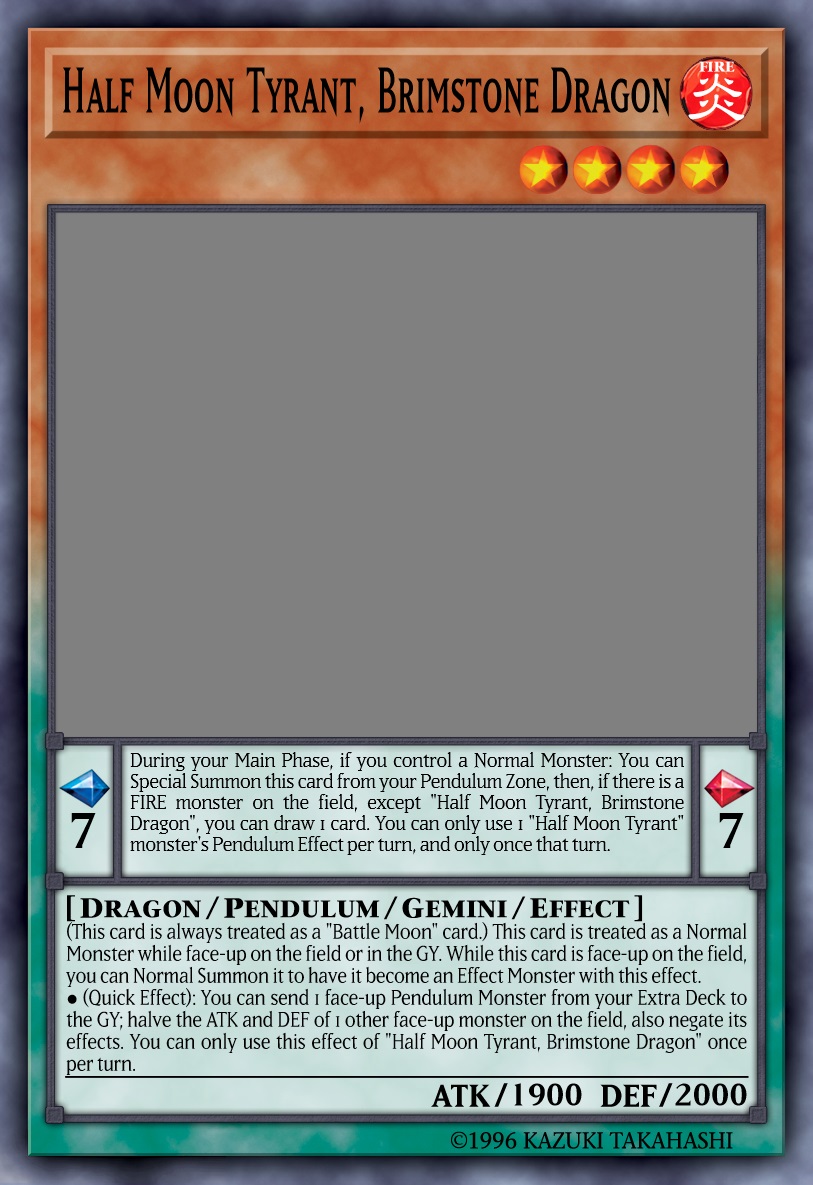 Half Moon Tyrant, Brimstone Dragon
FIRE
炎
During your Main Phase, if you control a Normal Monster: You can
Special Summon this card from your Pendulum Zone, then, if there is a
FIRE monster on the field, except "Half Moon Tyrant, Brimstone
Dragon", you can draw 1 card. You can only use 1 "Half Moon Tyrant"
monster's Pendulum Effect per turn, and only once that turn.
7
7
[ Dragon / Pendulum / Gemini / Effect ]
(This card is always treated as a "Battle Moon" card.) This card is treated as a Normal
Monster while face-up on the field or in the GY. While this card is face-up on the field,
you can Normal Summon it to have it become an Effect Monster with this effect.
● (Quick Effect): You can send 1 face-up Pendulum Monster from your Extra Deck to
the GY; halve the ATK and DEF of 1 other face-up monster on the field, also negate its
effects. You can only use this effect of "Half Moon Tyrant, Brimstone Dragon" once
per turn.
ATK/1900 DEF/2000
©1996 KAZUKI TAKAHASHI